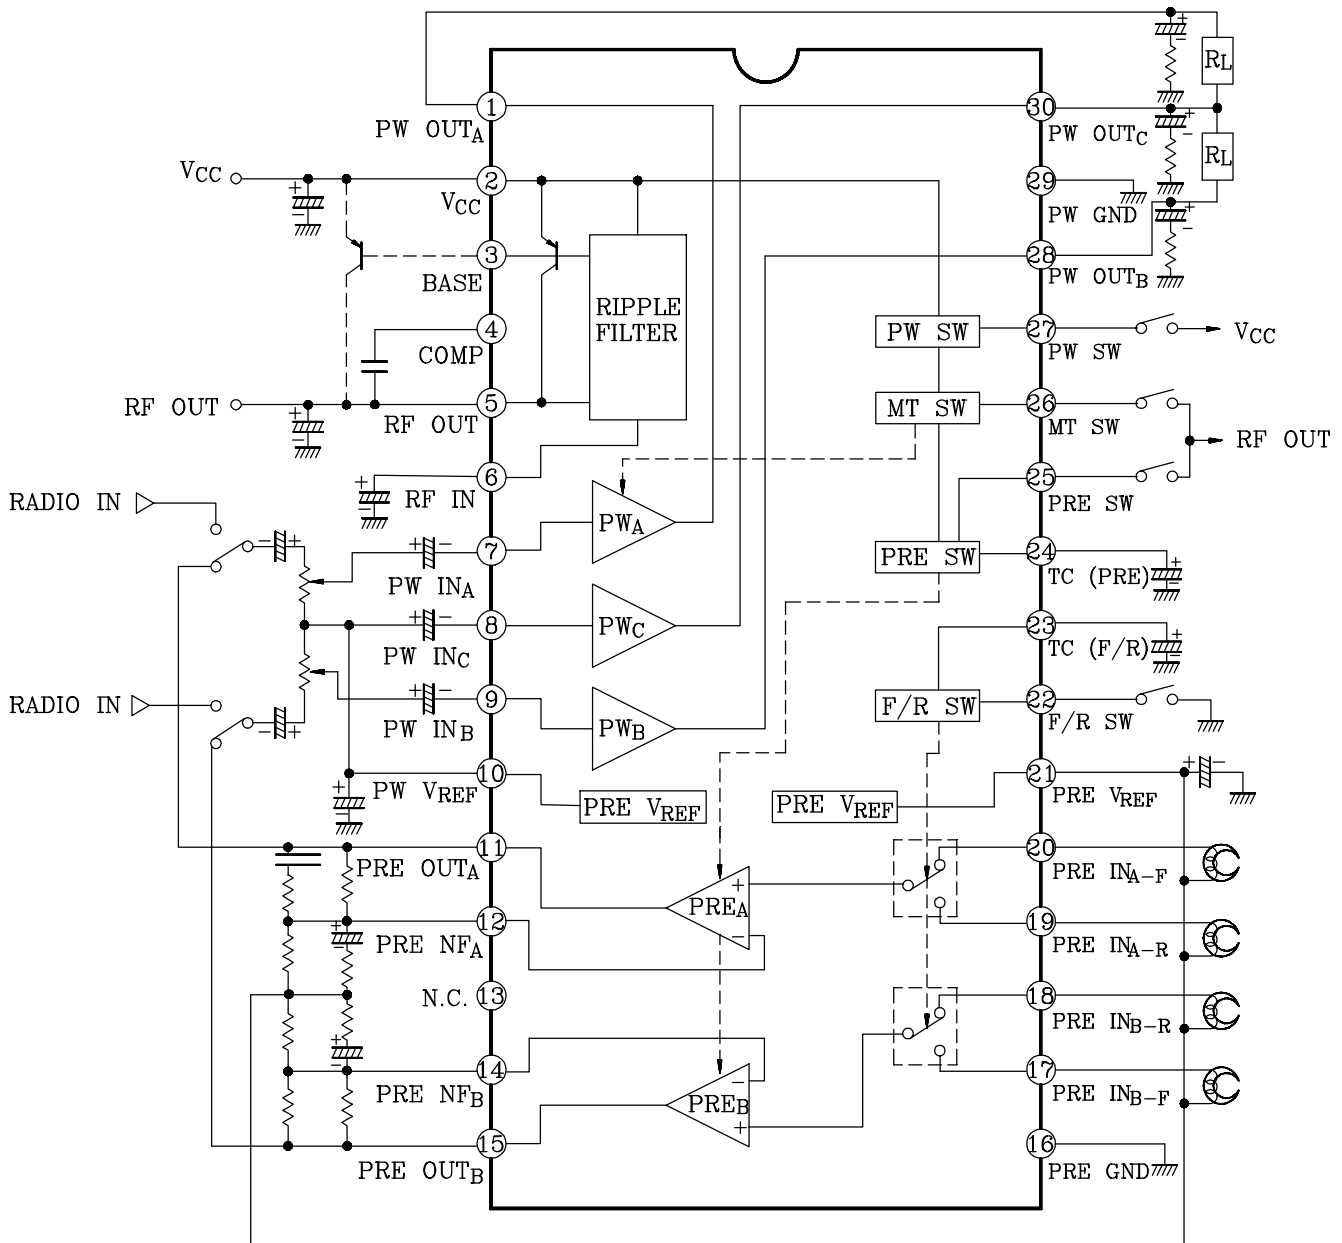 RL
1
PW OUTA
30
PW OUTC
RL
VCC
2
VCC
29
PW GND
3
BASE
RIPPLE
FILTER
28
PW OUTB
4
COMP
PW SW
27
PW SW
VCC
RF OUT
5
RF OUT
MT SW
26
MT SW
RF OUT
6
RF IN
25
PRE SW
RADIO IN
PWA
7
PW INA
PRE SW
24
TC (PRE)
8
PW INC
PWC
23
TC (F/R)
RADIO IN
9
PW INB
PWB
F/R SW
22
F/R SW
10
PW VREF
PRE VREF
PRE VREF
21
PRE VREF
11
PRE OUTA
20
PRE INA-F
PREA
12
PRE NFA
19
PRE INA-R
N.C.
13
18
PRE INB-R
14
PRE NFB
PREB
17
PRE INB-F
15
PRE OUTB
16
PRE GND